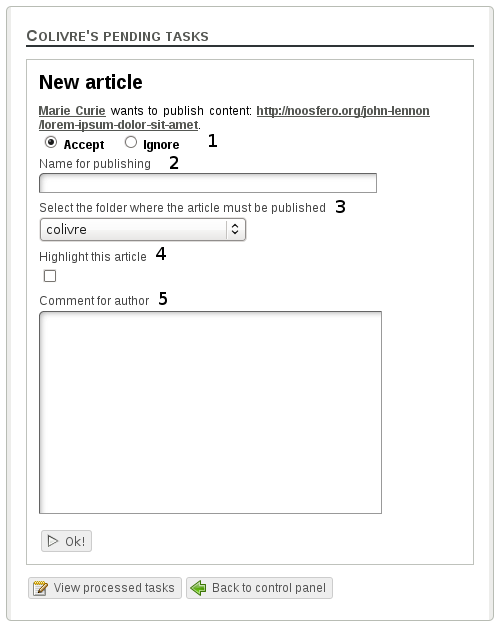 COLIVRE'S PENDING TASKS
New article
Marie Curie wants to publish content: http://noosfero.org/john-lennon
/lorem-ipsum-dolor-sit-amet.
Accept Ignore 1
Name for publishing 2
Select the folder where the article must be published 3
colivre
Highlight this article 4
Comment for author 5
Ok!
View processed tasks Back to control panel